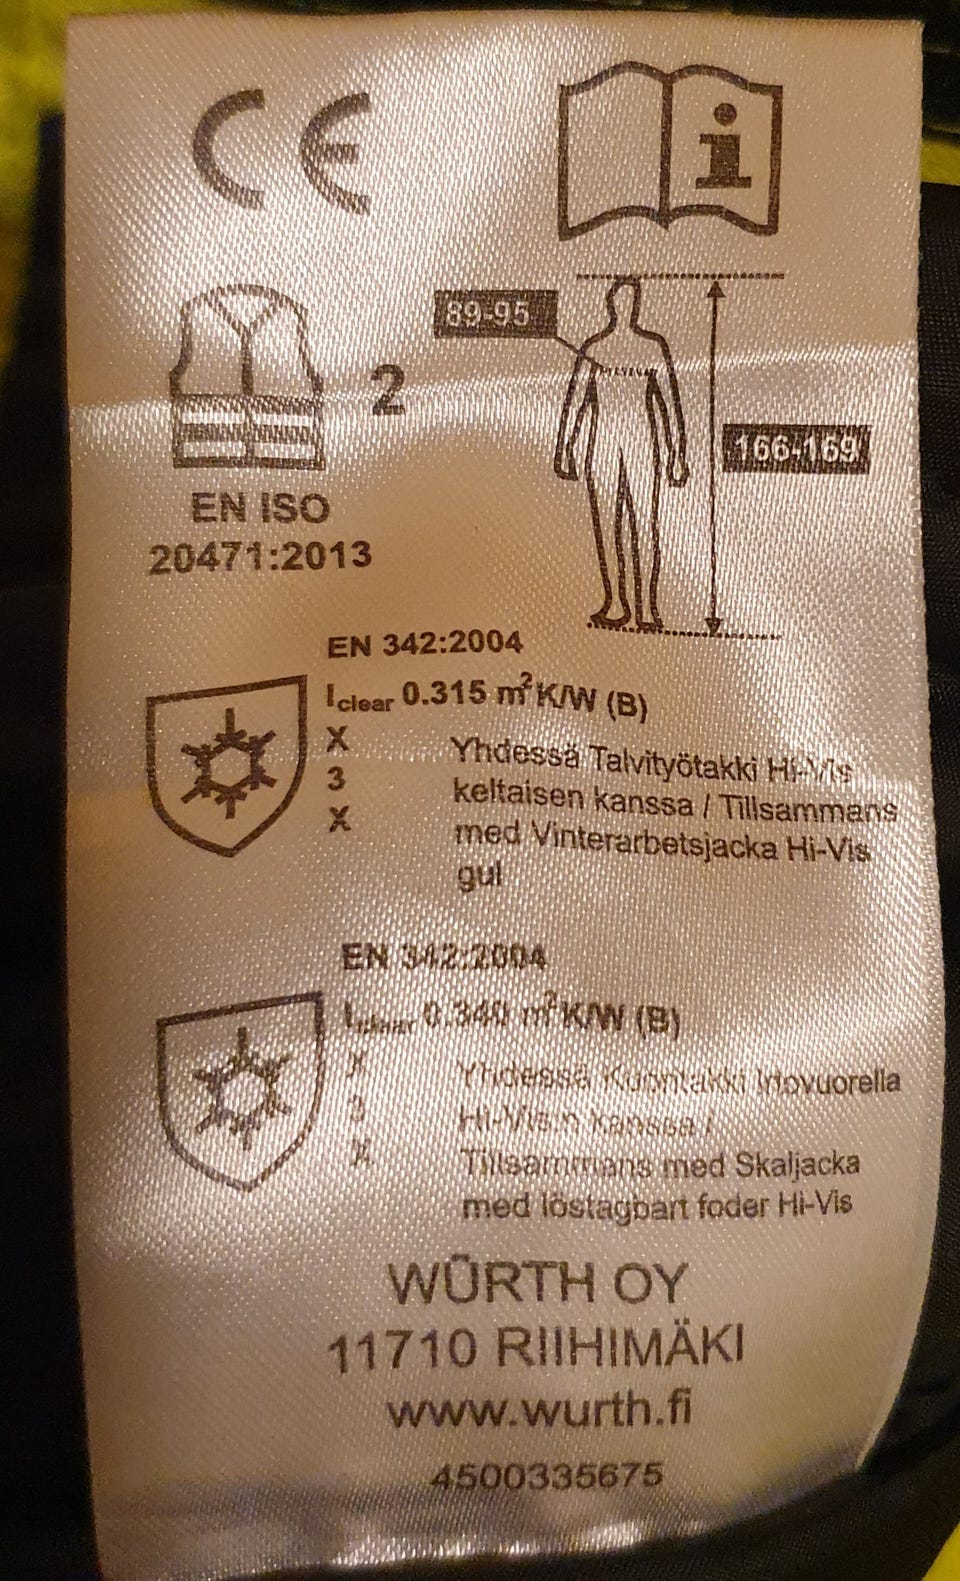 CE
i
89-95
2
166-169
EN ISO
20471:2013
EN 342:2004
Iclear 0.315 m²K/W (B)
X
3
X
Yhdessä Talvityötakki Hi-Vis
keltaisen kanssa / Tillsammans
med Vinterarbetsjacka Hi-Vis
gul
EN 342:2004
Iclear 0.340 m²K/W (B)
X
3
X
Yhdessä Kuoritakki Irtovuorella
Hi-Vis:n kanssa /
Tillsammans med Skaljacka
med löstagbart foder Hi-Vis
WÜRTH OY
11710 RIIHIMÄKI
www.wurth.fi
4500335675